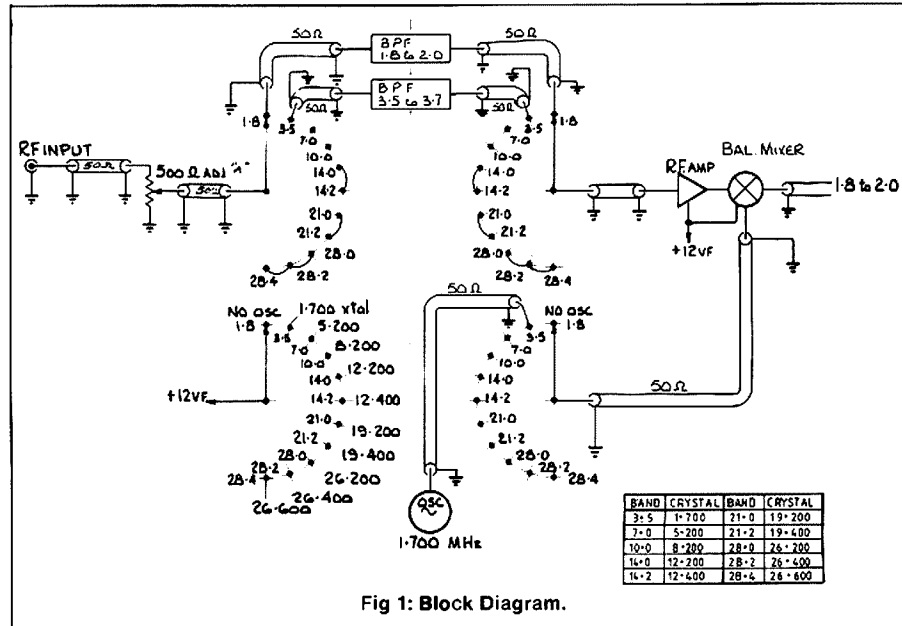 50Ω
BPF
1.8 to 2.0
50Ω
50Ω
BPF
3.5 to 3.7
50Ω
1.8
3.5
7.0
10.0
14.0
14.2
21.0
21.2
28.0
28.2
28.4
3.5
1.8
7.0
10.0
14.0
14.2
21.0
21.2
28.0
28.2
28.4
RF INPUT
50Ω
500Ω ADJ "A"
50Ω
RF AMP
BAL. MIXER
1.8 to 2.0
+12VF
NO OSC
1.8
1.700 xtal
3.5
5.200
7.0
8.200
10.0
12.200
14.0
14.2
12.400
+12VF
21.0
19.200
21.2
19.400
28.0
26.200
28.2
26.400
28.4
26.600
50Ω
NO OSC
1.8
3.5
7.0
10.0
14.0
14.2
21.0
21.2
28.0
28.2
28.4
50Ω
OSC
1.700 MHz
BAND CRYSTAL BAND CRYSTAL
3·5 1·700 21·0 19·200
7·0 5·200 21·2 19·400
10·0 8·200 28·0 26·200
14·0 12·200 28·2 26·400
14·2 12·400 28·4 26·600
Fig 1: Block Diagram.